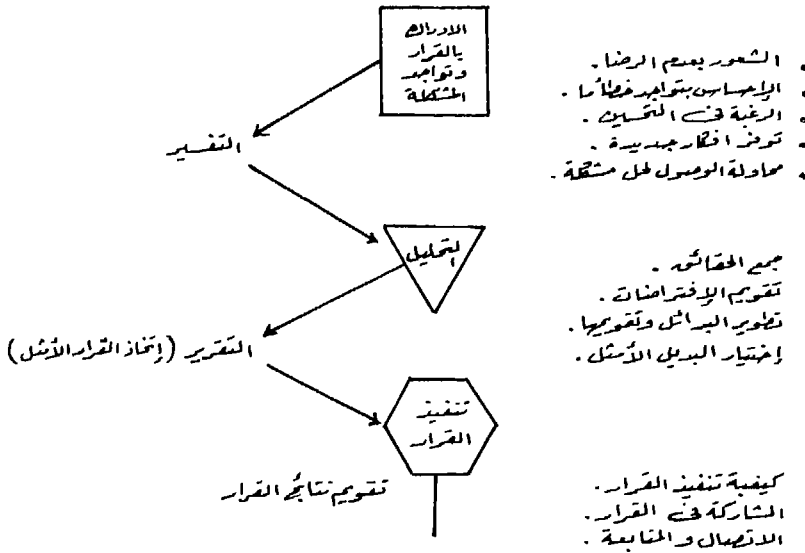 الادراك
بالقرار
وتواجد
المشكلة
. الشعور بعدم الرضا.
. الإحساس بتواجد خطأ ما.
. الرغبة في التحسين.
. توفر افكار جديدة.
. محاولة الوصول لحل مشكلة.
التفسير
التحليل
جمع الحقائق.
تقويم الإفتراضات.
تطوير البدائل وتقويمها.
إختيار البديل الأمثل.
التقرير (إتخاذ القرار الأمثل)
تنفيذ
القرار
تقويم نتائج القرار
كيفية تنفيذ القرار.
المشاركة في القرار.
الاتصال والمتابعة.